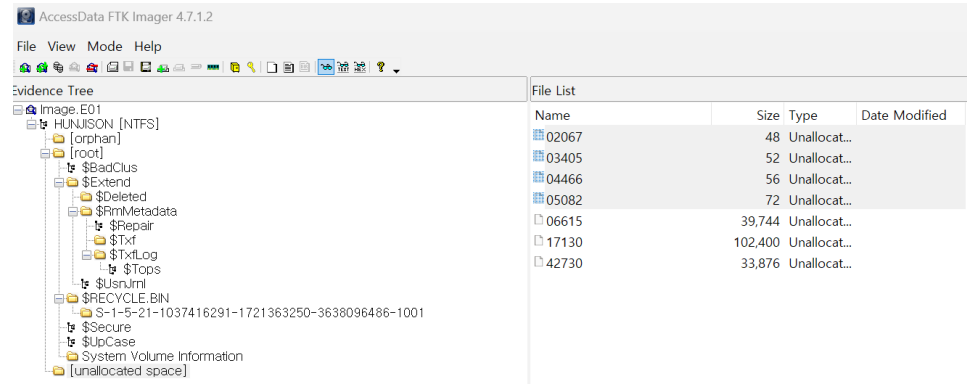 AccessData FTK Imager 4.7.1.2
File View Mode Help
Evidence Tree
Image.E01
HUNJISON [NTFS]
[orphan]
[root]
$BadClus
$Extend
$Deleted
$RmMetadata
$Repair
$Txf
$TxfLog
$Tops
$UsnJrnl
$RECYCLE.BIN
S-1-5-21-1037416291-1721363250-3638096486-1001
$Secure
$UpCase
System Volume Information
[unallocated space]
File List
Name Size Type Date Modified
02067 48 Unallocat...
03405 52 Unallocat...
04466 56 Unallocat...
05082 72 Unallocat...
06615 39,744 Unallocat...
17130 102,400 Unallocat...
42730 33,876 Unallocat...